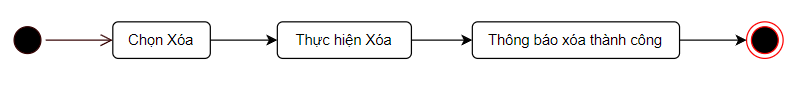 Chọn Xóa
Thực hiện Xóa
Thông báo xóa thành công